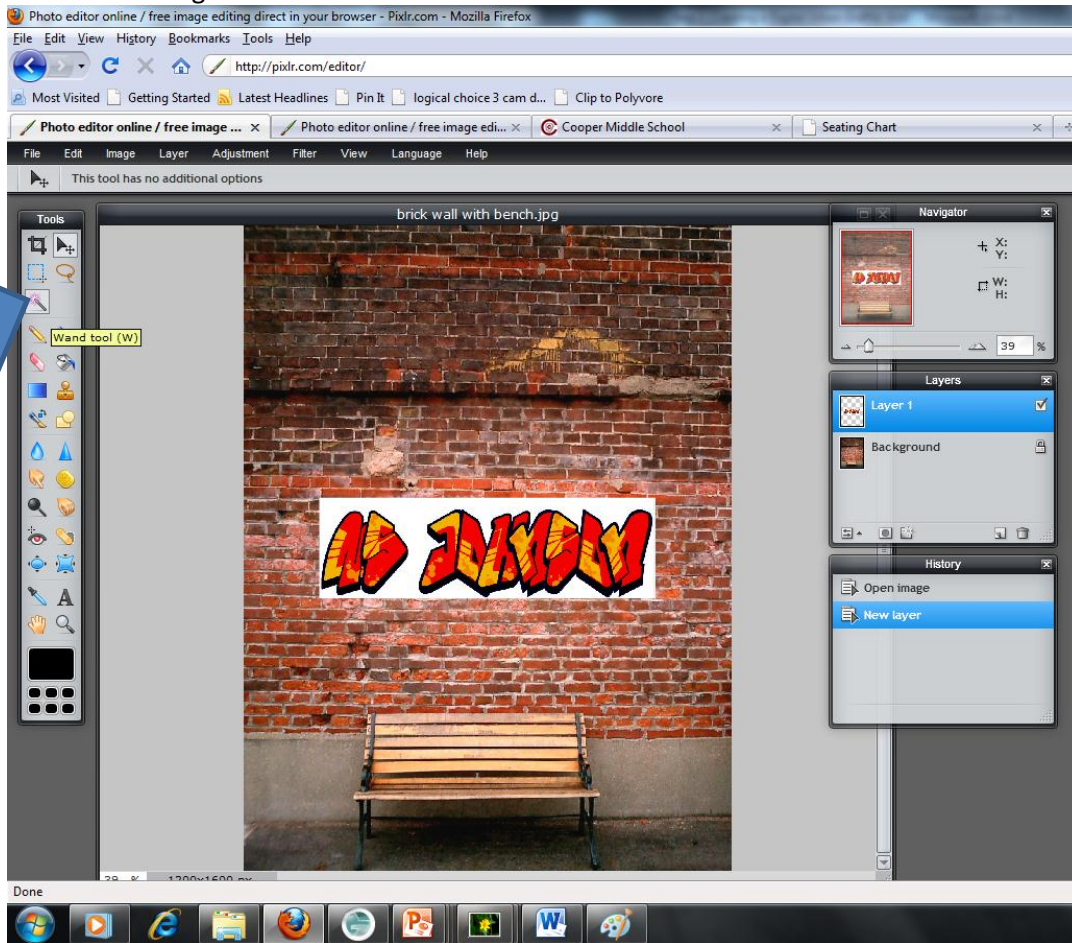 Photo editor online / free image editing direct in your browser - Pixlr.com - Mozilla Firefox
File Edit View History Bookmarks Tools Help
http://pixlr.com/editor/
Most Visited Getting Started Latest Headlines Pin It logical choice 3 cam d... Clip to Polyvore
Photo editor online / free image ... Photo editor online / free image edi... Cooper Middle School Seating Chart
File Edit Image Layer Adjustment Filter View Language Help
This tool has no additional options
Tools
brick wall with bench.jpg
Navigator
X:
Y:
W:
H:
Wand tool (W)
39 %
Layers
Layer 1
Background
JOHNSON
History
Open image
New layer
A
39 % 1200x1600 px
Done